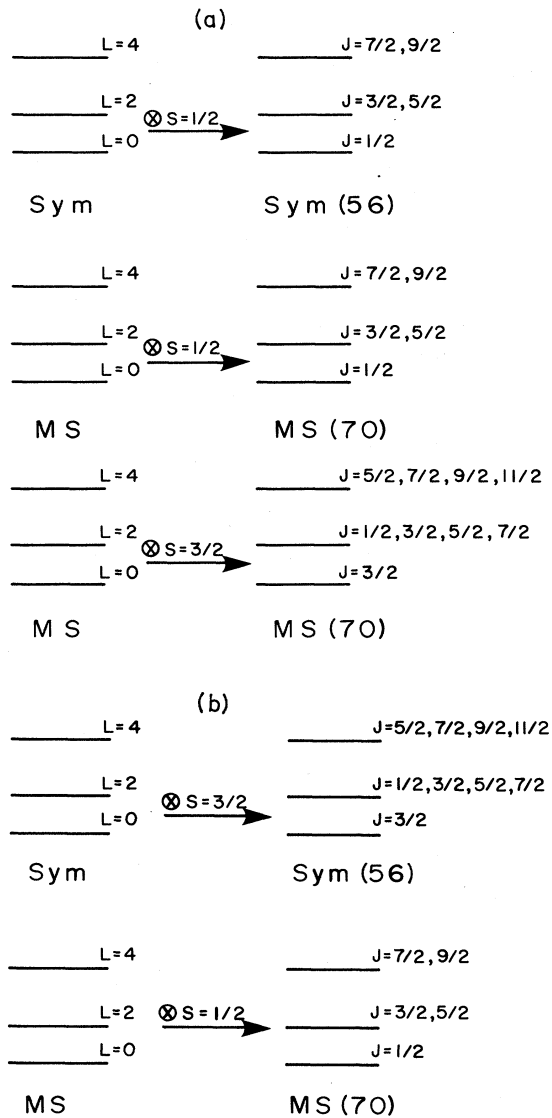 (a)
L=4 J=7/2,9/2
L=2 J=3/2,5/2
⊗ S=1/2
L=0 J=1/2
Sym Sym(56)
L=4 J=7/2,9/2
L=2 J=3/2,5/2
⊗ S=1/2
L=0 J=1/2
MS MS(70)
L=4 J=5/2,7/2,9/2,11/2
L=2 J=1/2,3/2,5/2,7/2
⊗ S=3/2
L=0 J=3/2
MS MS(70)
(b)
L=4 J=5/2,7/2,9/2,11/2
L=2 J=1/2,3/2,5/2,7/2
⊗ S=3/2
L=0 J=3/2
Sym Sym(56)
L=4 J=7/2,9/2
L=2 ⊗ S=1/2 J=3/2,5/2
L=0 J=1/2
MS MS(70)